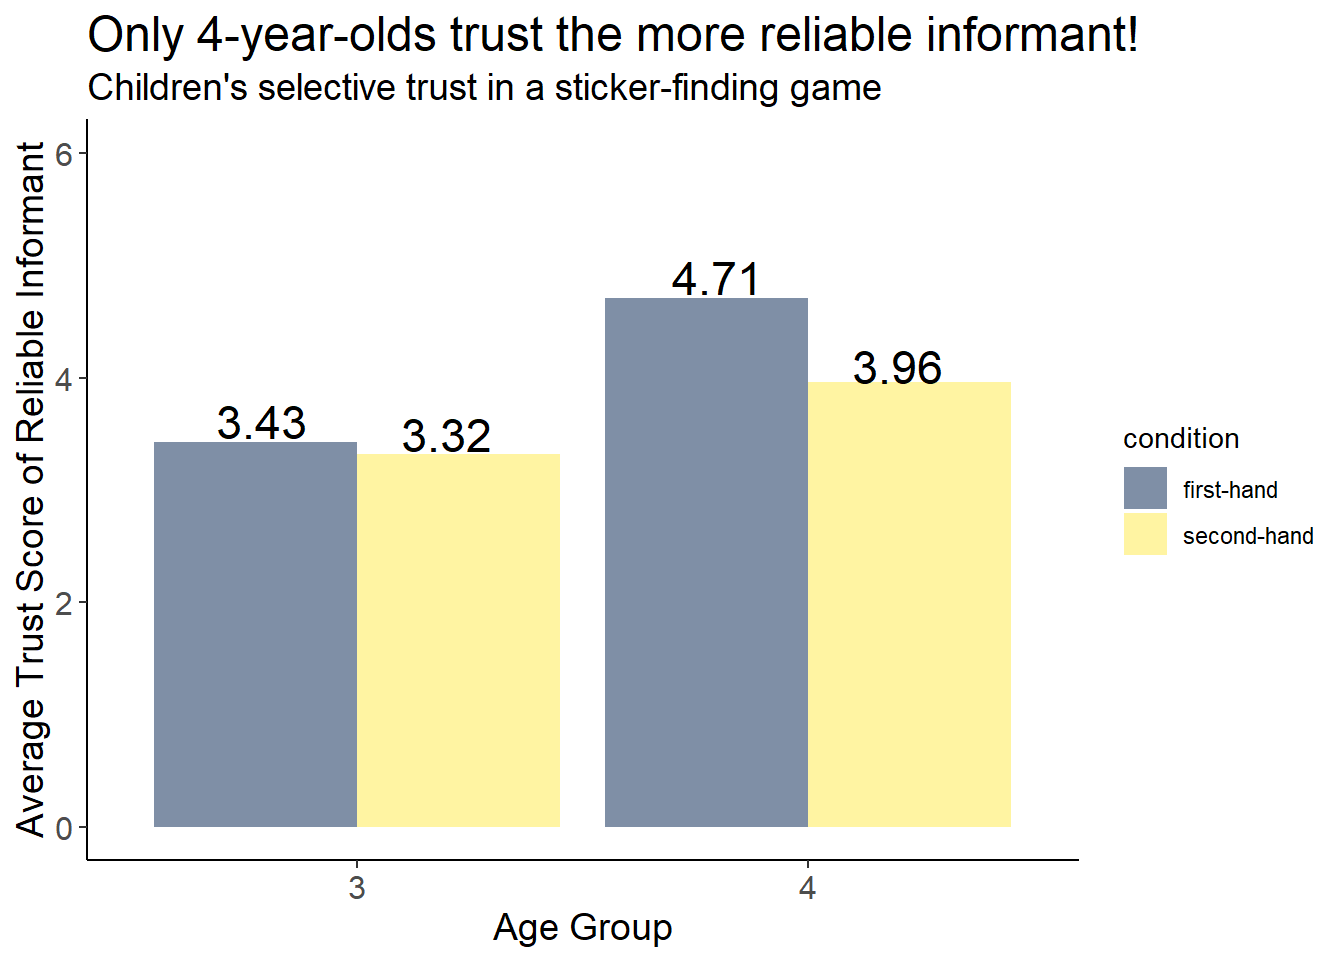 Only 4-year-olds trust the more reliable informant!
Children's selective trust in a sticker-finding game
Average Trust Score of Reliable Informant
6
4
2
0
3.43
3.32
4.71
3.96
3
4
Age Group
condition
first-hand
second-hand